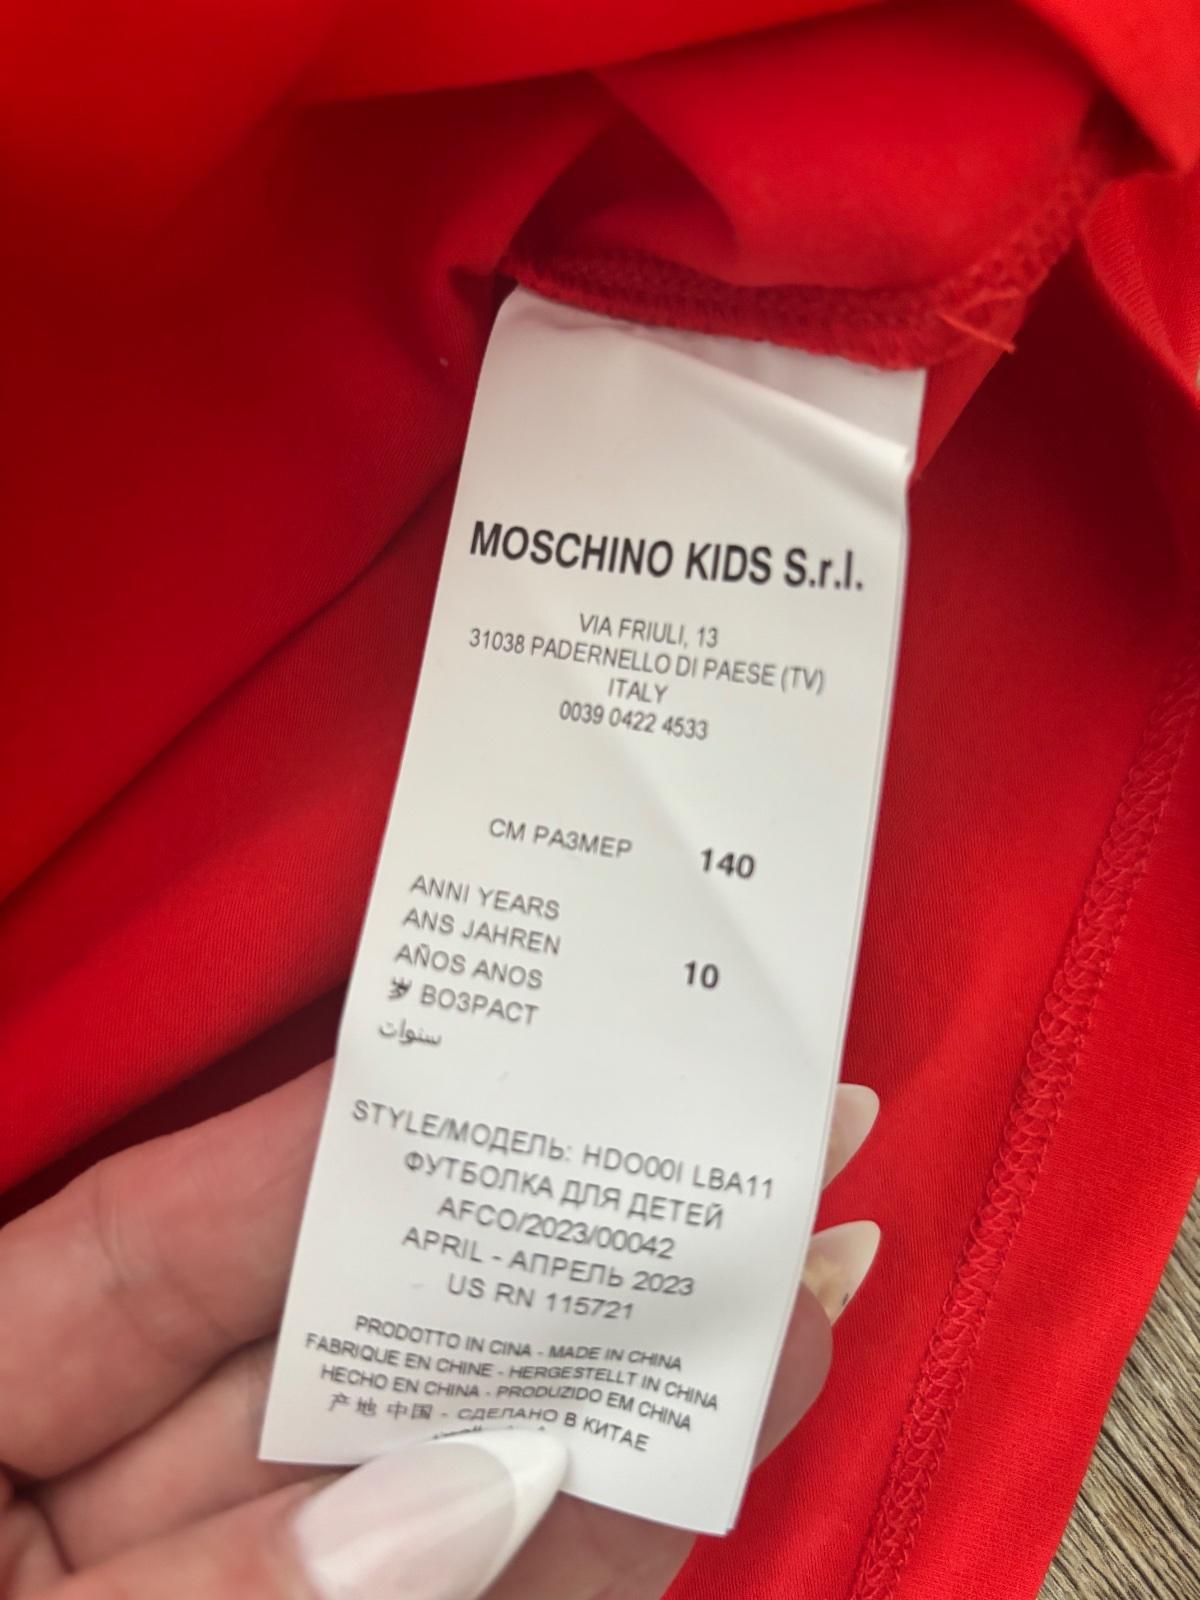 MOSCHINO KIDS S.r.l.
VIA FRIULI, 13
31038 PADERNELLO DI PAESE (TV)
ITALY
0039 0422 4533
СМ РАЗМЕР 140
ANNI YEARS
ANS JAHREN
AÑOS ANOS 10
岁 ВОЗРАСТ
سنوات
STYLE/МОДЕЛЬ: HDO00I LBA11
ФУТБОЛКА ДЛЯ ДЕТЕЙ
AFCO/2023/00042
APRIL - АПРЕЛЬ 2023
US RN 115721
PRODOTTO IN CINA - MADE IN CHINA
FABRIQUE EN CHINE - HERGESTELLT IN CHINA
HECHO EN CHINA - PRODUZIDO EM CHINA
产地 中国 - СДЕЛАНО В КИТАЕ